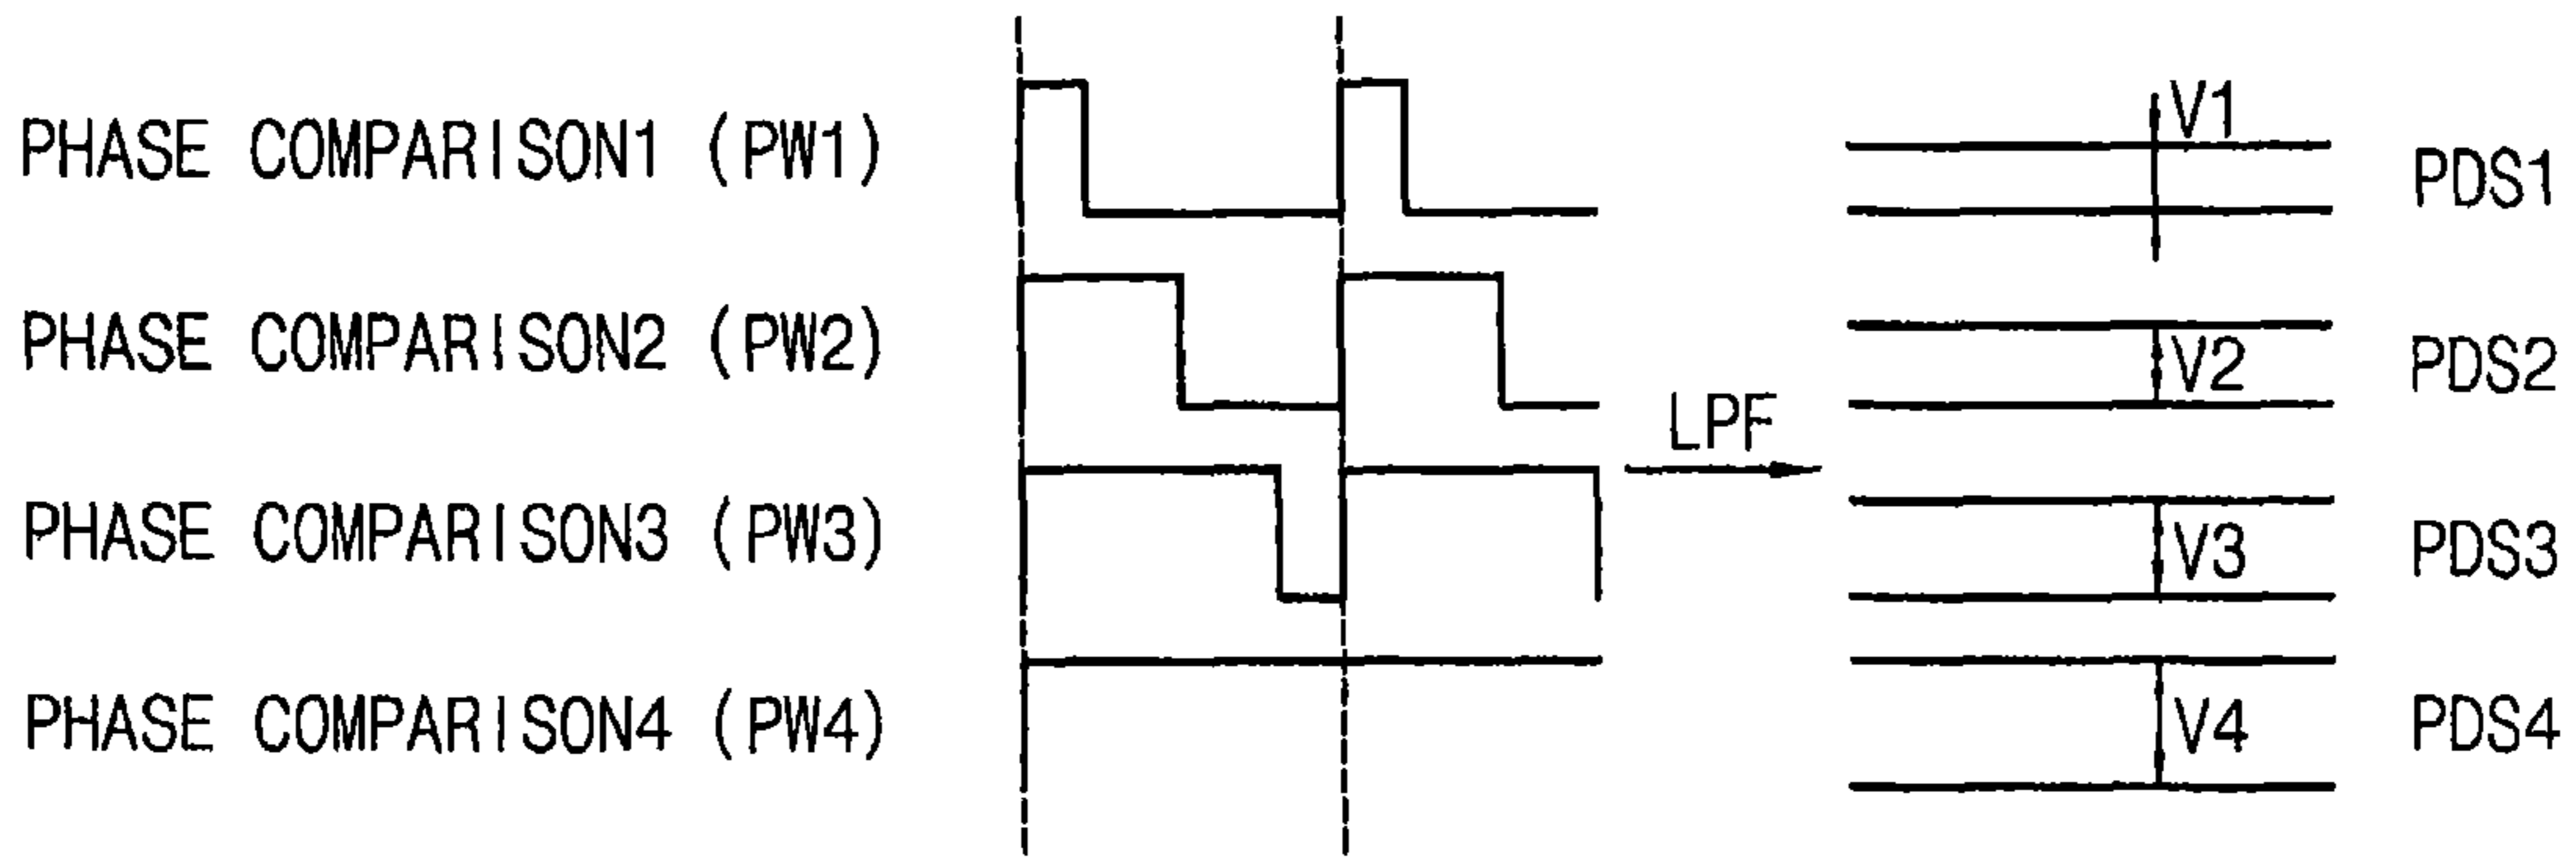 PHASE COMPARISON1 (PW1)
V1
PDS1
PHASE COMPARISON2 (PW2)
V2
PDS2
LPF
PHASE COMPARISON3 (PW3)
V3
PDS3
PHASE COMPARISON4 (PW4)
V4
PDS4